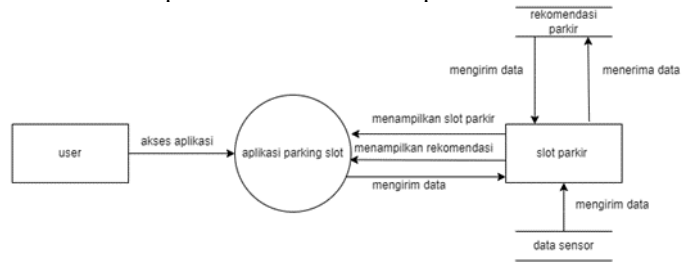 rekomendasi
parkir
mengirim data
menerima data
menampilkan slot parkir
akses aplikasi
user
aplikasi parking slot
menampilkan rekomendasi
slot parkir
mengirim data
mengirim data
data sensor